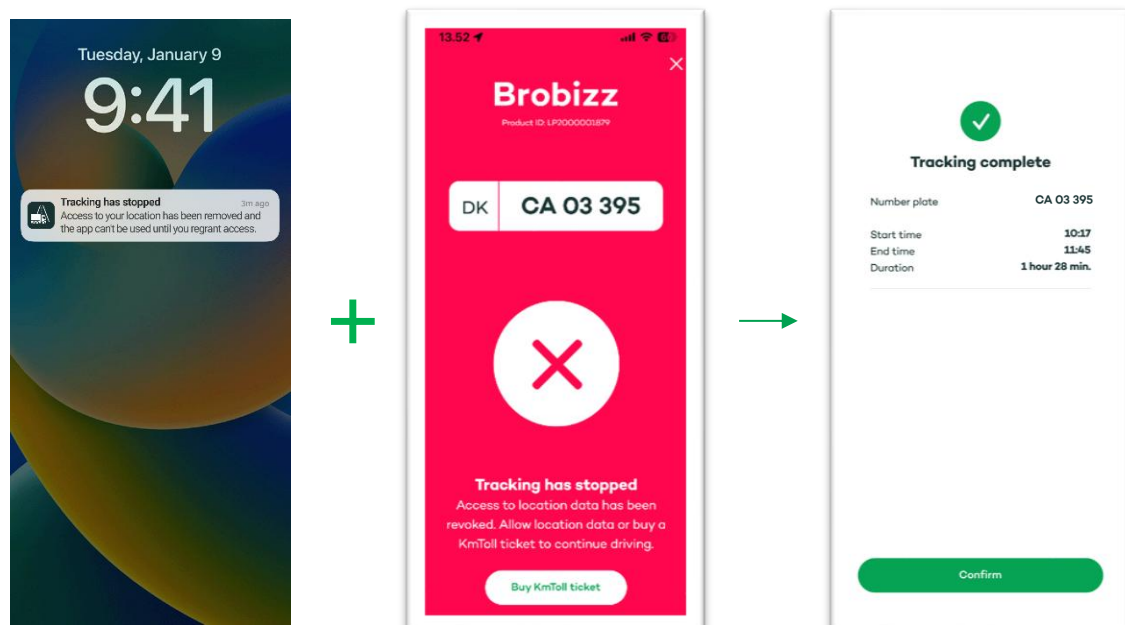 Tuesday, January 9
9:41
Tracking has stopped
3m ago
Access to your location has been removed and
the app can't be used until you regrant access.
+
13.52
Brobizz
Product ID: LP2000001879
DK
CA 03 395
Tracking has stopped
Access to location data has been
revoked. Allow location data or buy a
KmToll ticket to continue driving.
Buy KmToll ticket
Tracking complete
Number plate CA 03 395
Start time 10:17
End time 11:45
Duration 1 hour 28 min.
Confirm